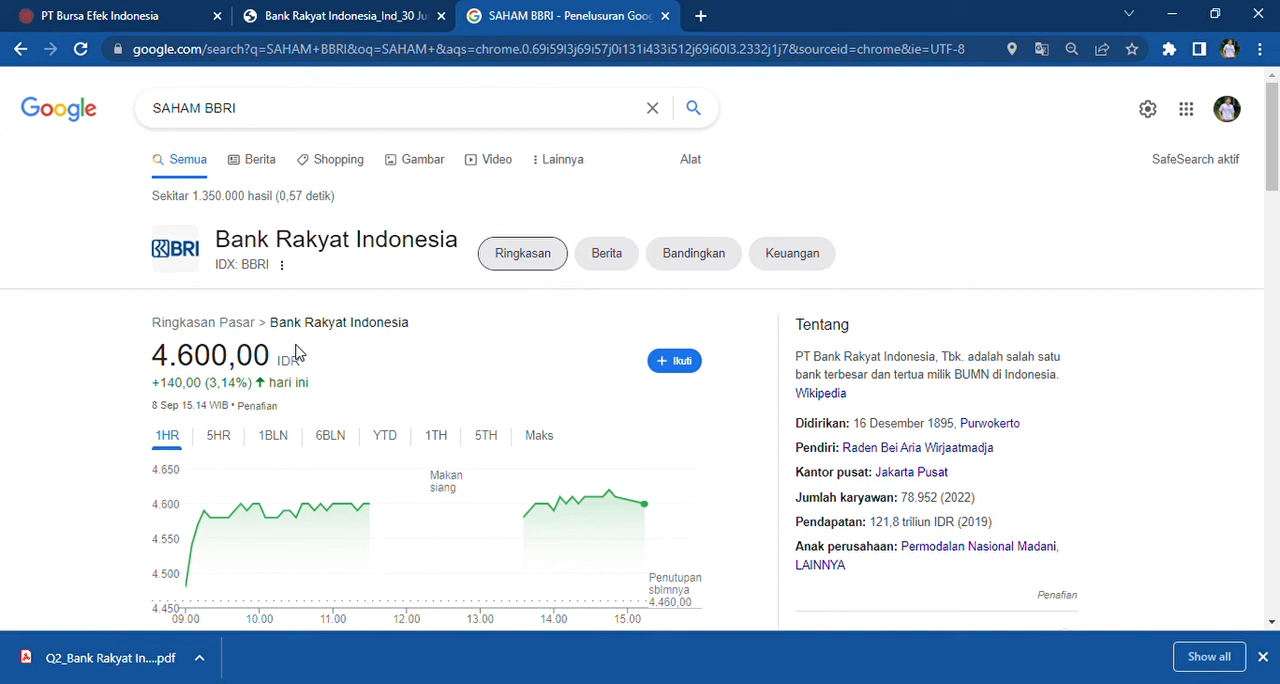 PT Bursa Efek Indonesia
Bank Rakyat Indonesia_Ind_30 Ju
SAHAM BBRI - Penelusuran Goog
google.com/search?q=SAHAM+BBRI&oq=SAHAM+&aqs=chrome.0.69i59l3j69i57j0i131i433i512j69i60l3.2332j1j7&sourceid=chrome&ie=UTF-8
Google
SAHAM BBRI
Semua
Berita
Shopping
Gambar
Video
Lainnya
Alat
SafeSearch aktif
Sekitar 1.350.000 hasil (0,57 detik)
BRI
Bank Rakyat Indonesia
IDX: BBRI
Ringkasan
Berita
Bandingkan
Keuangan
Ringkasan Pasar > Bank Rakyat Indonesia
4.600,00 IDR
+ Ikuti
+140,00 (3,14%) ↑ hari ini
8 Sep 15.14 WIB • Penafian
1HR
5HR
1BLN
6BLN
YTD
1TH
5TH
Maks
4.650
4.600
4.550
4.500
4.450
Makan
siang
Penutupan
sblmnya
4.460,00
09.00
10.00
11.00
12.00
13.00
14.00
15.00
Tentang
PT Bank Rakyat Indonesia, Tbk. adalah salah satu
bank terbesar dan tertua milik BUMN di Indonesia.
Wikipedia
Didirikan: 16 Desember 1895, Purwokerto
Pendiri: Raden Bei Aria Wirjaatmadja
Kantor pusat: Jakarta Pusat
Jumlah karyawan: 78.952 (2022)
Pendapatan: 121,8 triliun IDR (2019)
Anak perusahaan: Permodalan Nasional Madani,
LAINNYA
Penafian
Q2_Bank Rakyat In....pdf
Show all